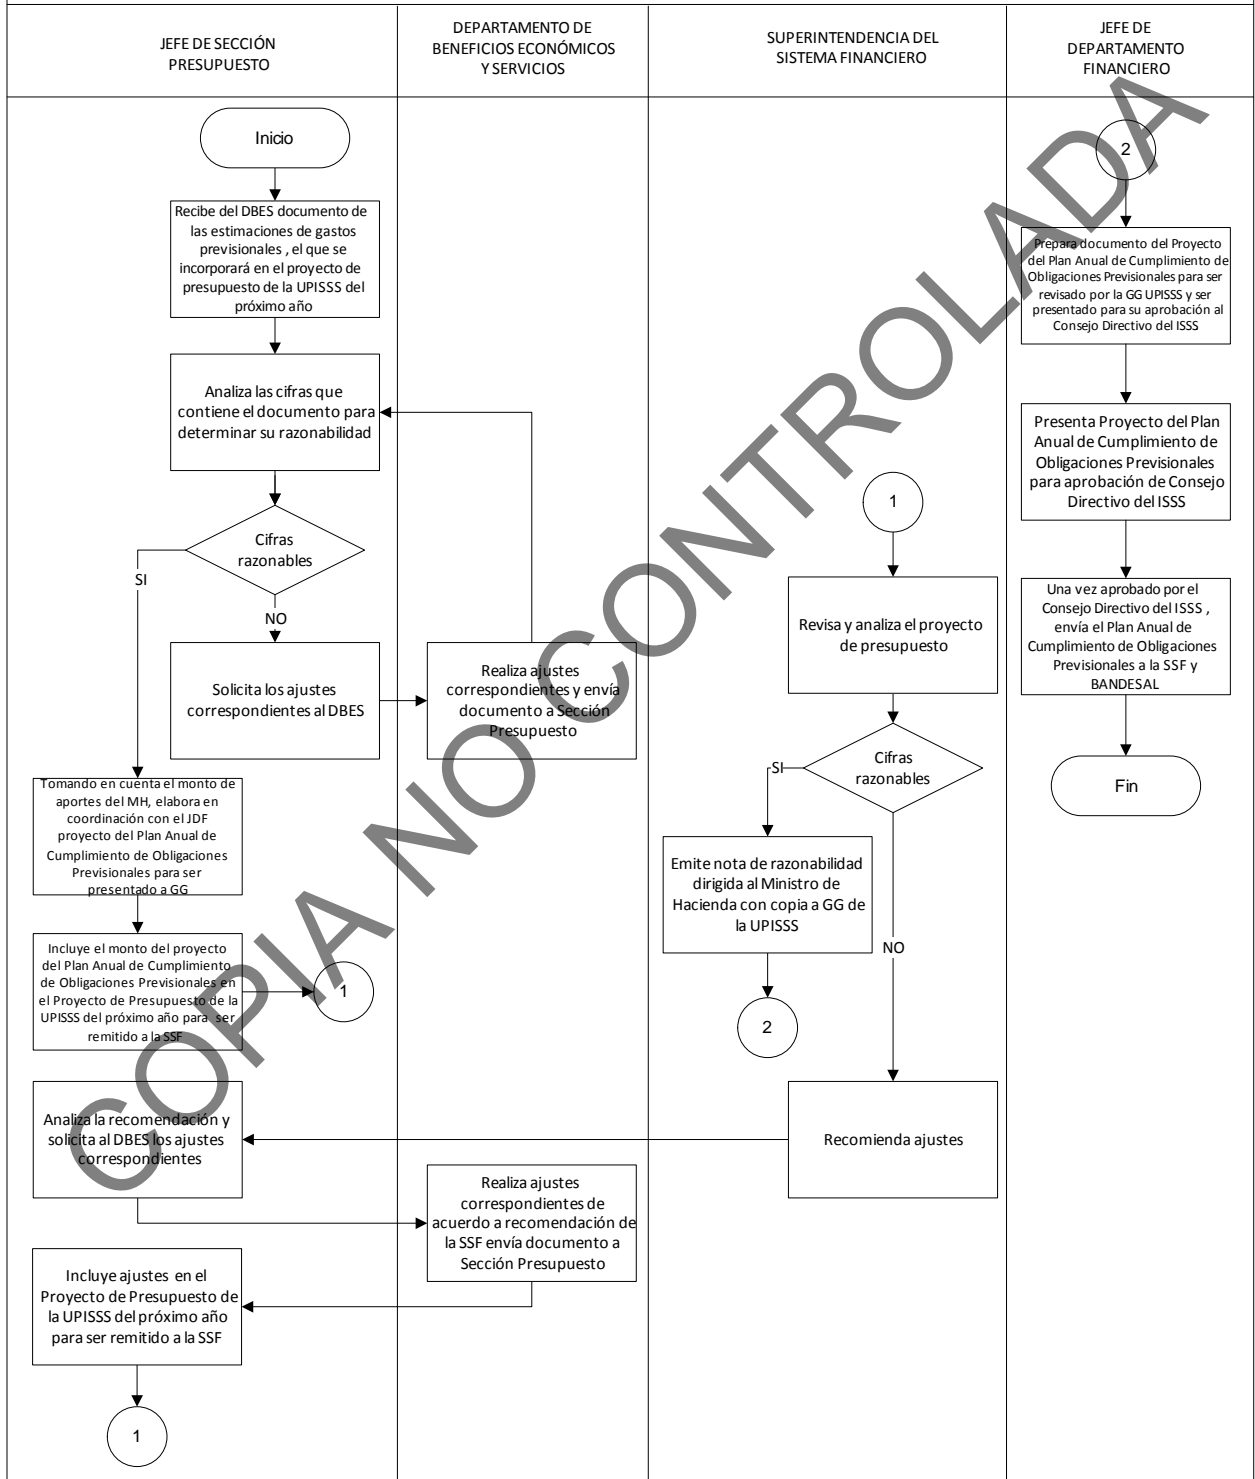 JEFE DE SECCIÓN
PRESUPUESTO
DEPARTAMENTO DE
BENEFICIOS ECONÓMICOS
Y SERVICIOS
SUPERINTENDENCIA DEL
SISTEMA FINANCIERO
JEFE DE
DEPARTAMENTO
FINANCIERO
Inicio
Recibe del DBES documento de
las estimaciones de gastos
previsionales , el que se
incorporará en el proyecto de
presupuesto de la UPISSS del
próximo año
Analiza las cifras que
contiene el documento para
determinar su razonabilidad
Cifras
razonables
SI
NO
Solicita los ajustes
correspondientes al DBES
Realiza ajustes
correspondientes y envía
documento a Sección
Presupuesto
Tomando en cuenta el monto de
aportes del MH, elabora en
coordinación con el JDF
proyecto del Plan Anual de
Cumplimiento de Obligaciones
Previsionales para ser
presentado a GG
Incluye el monto del proyecto
del Plan Anual de Cumplimiento
de Obligaciones Previsionales en
el Proyecto de Presupuesto de la
UPISSS del próximo año para ser
remitido a la SSF
1
1
Revisa y analiza el proyecto
de presupuesto
Cifras
razonables
SI
NO
Emite nota de razonabilidad
dirigida al Ministro de
Hacienda con copia a GG de
la UPISSS
2
Recomienda ajustes
Analiza la recomendación y
solicita al DBES los ajustes
correspondientes
Realiza ajustes
correspondientes de
acuerdo a recomendación de
la SSF envía documento a
Sección Presupuesto
Incluye ajustes en el
Proyecto de Presupuesto de
la UPISSS del próximo año
para ser remitido a la SSF
1
2
Prepara documento del Proyecto
del Plan Anual de Cumplimiento de
Obligaciones Previsionales para ser
revisado por la GG UPISSS y ser
presentado para su aprobación al
Consejo Directivo del ISSS
Presenta Proyecto del Plan
Anual de Cumplimiento de
Obligaciones Previsionales
para aprobación de Consejo
Directivo del ISSS
Una vez aprobado por el
Consejo Directivo del ISSS ,
envía el Plan Anual de
Cumplimiento de Obligaciones
Previsionales a la SSF y
BANDESAL
Fin
COPIA NO CONTROLADA